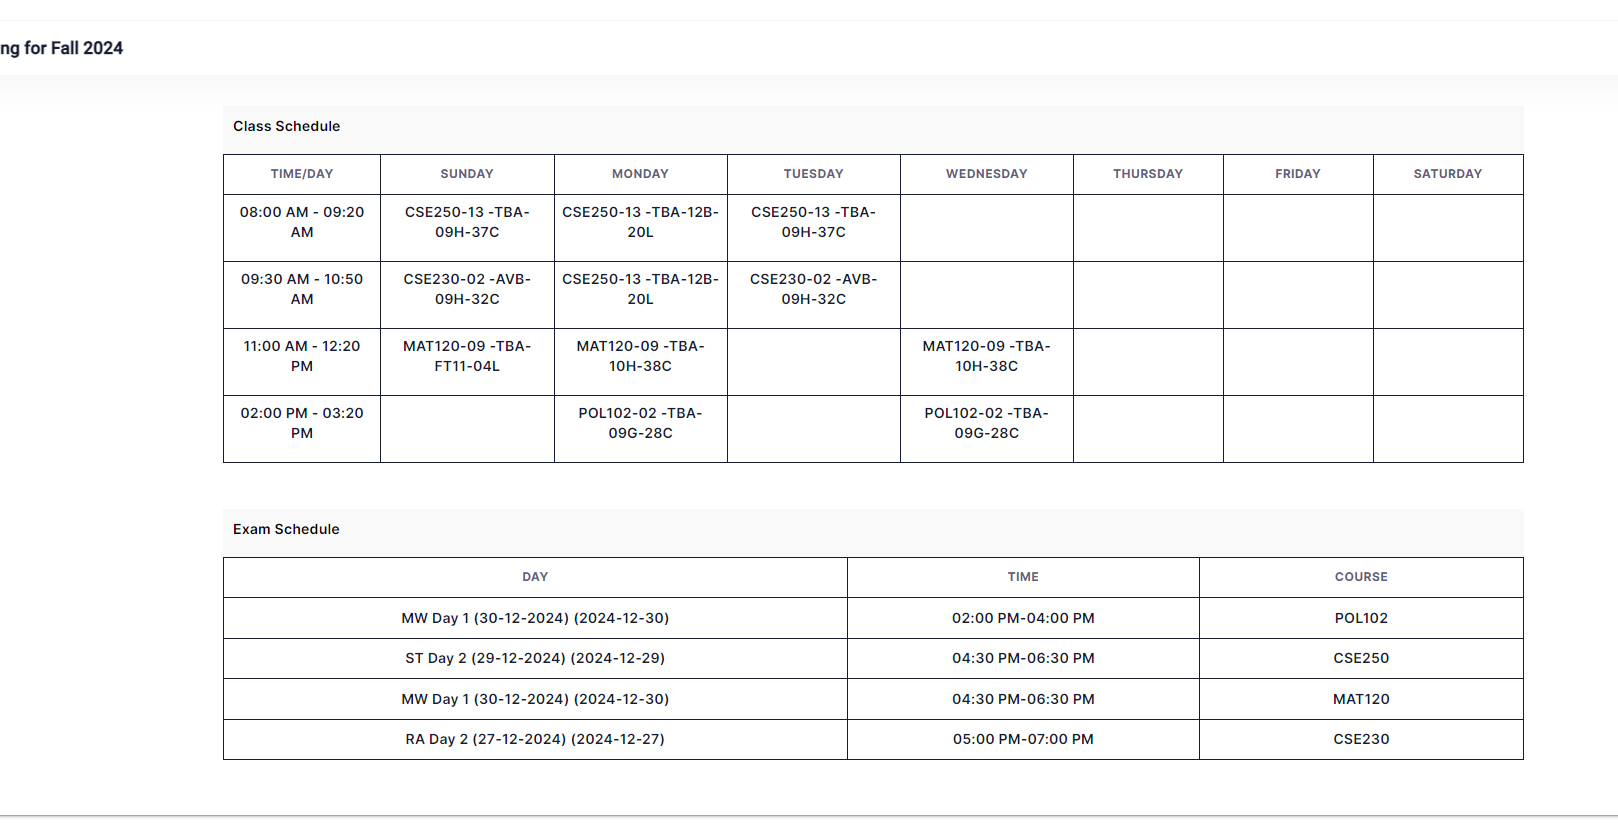 ng for Fall 2024
Class Schedule
TIME/DAY SUNDAY MONDAY TUESDAY WEDNESDAY THURSDAY FRIDAY SATURDAY
08:00 AM - 09:20 CSE250-13 -TBA- CSE250-13 -TBA-12B- CSE250-13 -TBA-
AM 09H-37C 20L 09H-37C
09:30 AM - 10:50 CSE230-02 -AVB- CSE250-13 -TBA-12B- CSE230-02 -AVB-
AM 09H-32C 20L 09H-32C
11:00 AM - 12:20 MAT120-09 -TBA- MAT120-09 -TBA- MAT120-09 -TBA-
PM FT11-04L 10H-38C 10H-38C
02:00 PM - 03:20 POL102-02 -TBA- POL102-02 -TBA-
PM 09G-28C 09G-28C
Exam Schedule
DAY TIME COURSE
MW Day 1 (30-12-2024) (2024-12-30) 02:00 PM-04:00 PM POL102
ST Day 2 (29-12-2024) (2024-12-29) 04:30 PM-06:30 PM CSE250
MW Day 1 (30-12-2024) (2024-12-30) 04:30 PM-06:30 PM MAT120
RA Day 2 (27-12-2024) (2024-12-27) 05:00 PM-07:00 PM CSE230